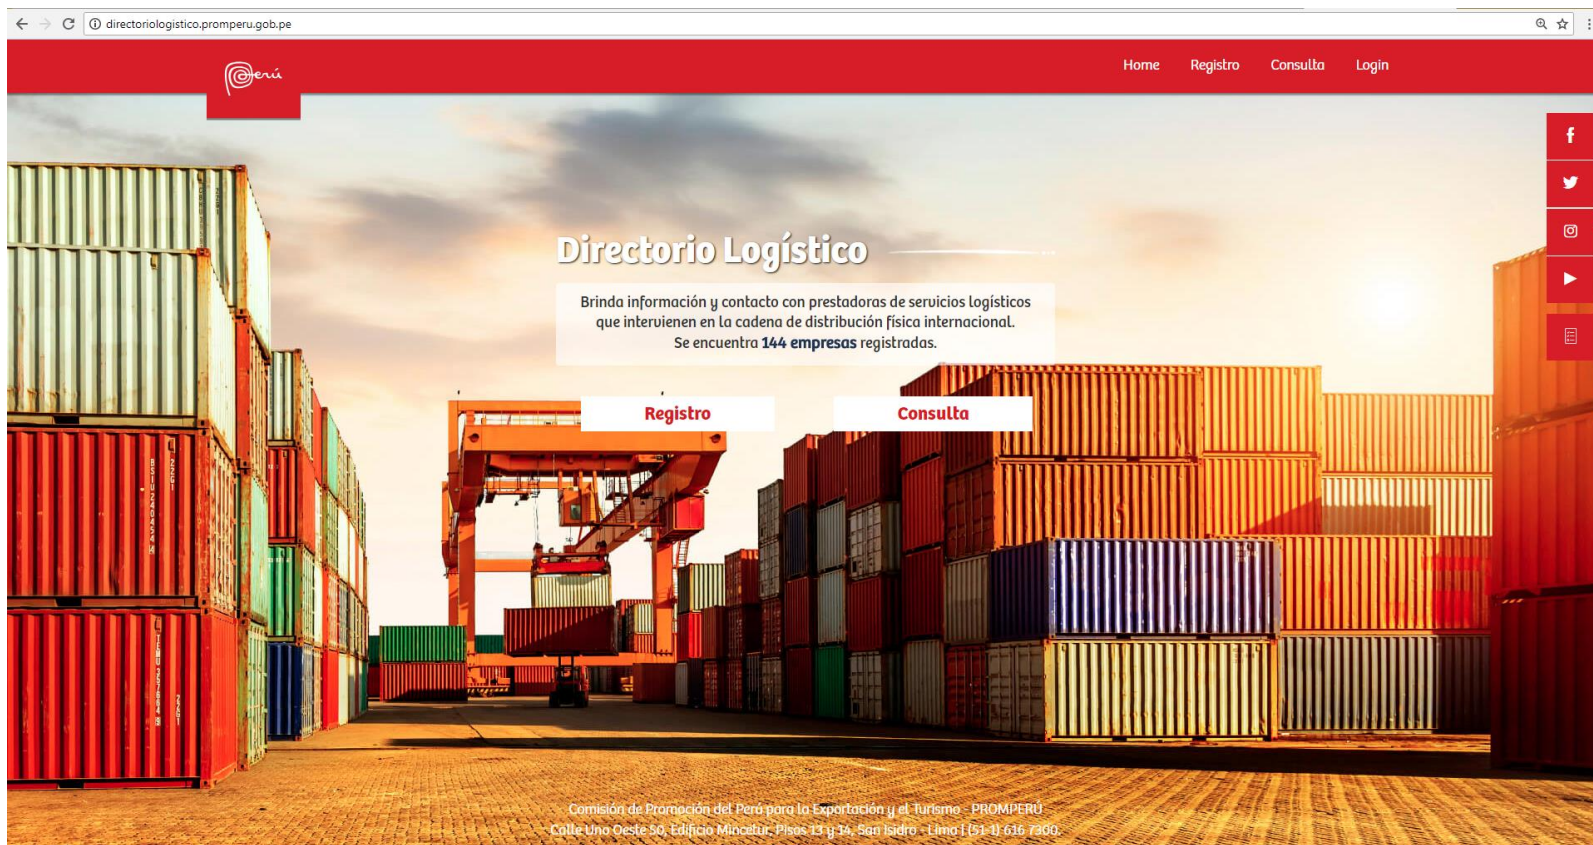 directoriologistico.promperu.gob.pe
Perú
Home Registro Consulta Login
Directorio Logístico
Brinda información y contacto con prestadoras de servicios logísticos
que intervienen en la cadena de distribución física internacional.
Se encuentra 144 empresas registradas.
Registro Consulta
Comisión de Promoción del Perú para la Exportación y el Turismo - PROMPERÚ
Calle Uno Oeste 50, Edificio Mincetur, Pisos 13 y 14, San Isidro - Lima | (51-1) 616 7300.